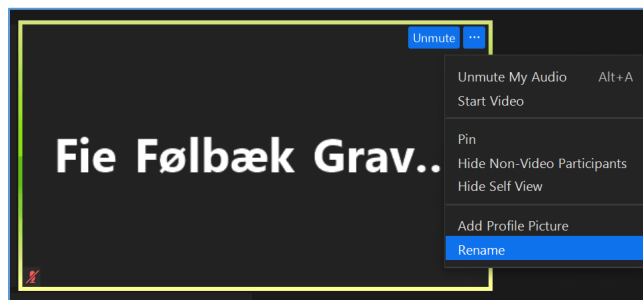 Unmute ...
Unmute My Audio Alt+A
Start Video
Fie Følbæk Grav...
Pin
Hide Non-Video Participants
Hide Self View
Add Profile Picture
Rename